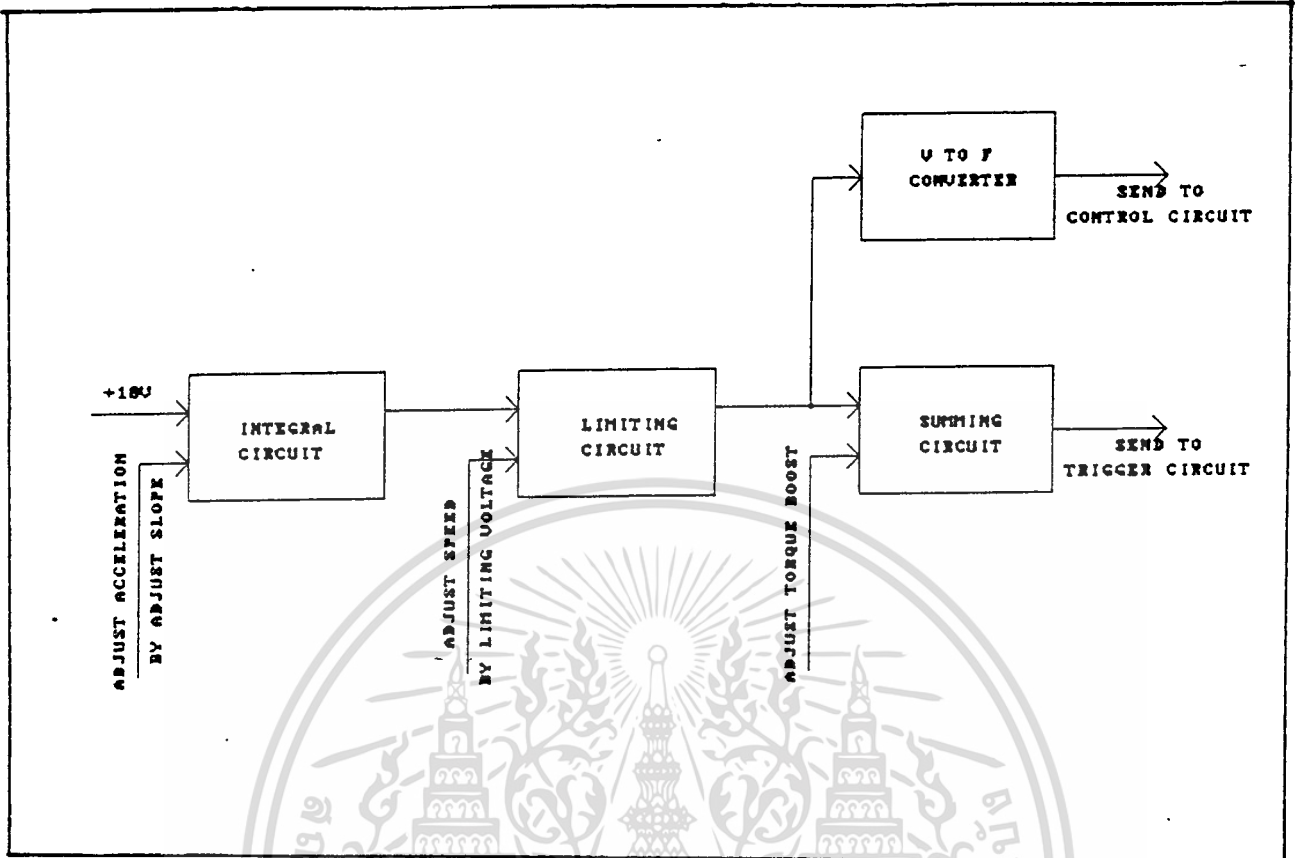 V TO F
CONVERTER
SEND TO
CONTROL CIRCUIT
+18V
INTEGRAL
CIRCUIT
ADJUST ACCELERATION
BY ADJUST SLOPE
LIMITING
CIRCUIT
ADJUST SPEED
BY LIMITING VOLTAGE
SUMMING
CIRCUIT
ADJUST TORQUE BOOST
SEND TO
TRIGGER CIRCUIT